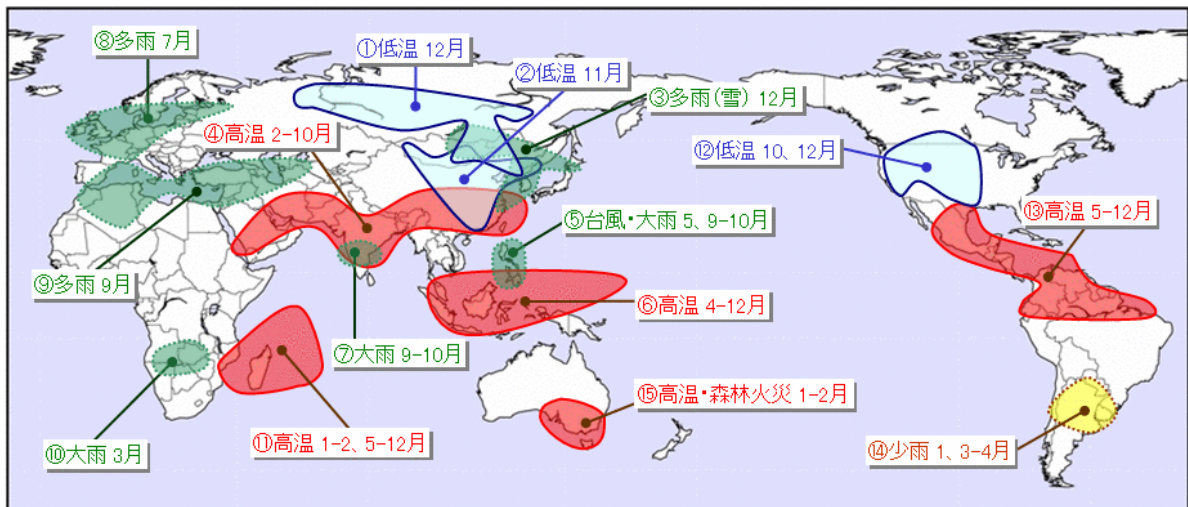 ⑧多雨 7月
①低温 12月
②低温 11月
③多雨(雪) 12月
④高温 2-10月
⑫低温 10、12月
⑬高温 5-12月
⑤台風・大雨 5、9-10月
⑨多雨 9月
⑥高温 4-12月
⑦大雨 9-10月
⑮高温・森林火災 1-2月
⑩大雨 3月
⑪高温 1-2、5-12月
⑭少雨 1、3-4月